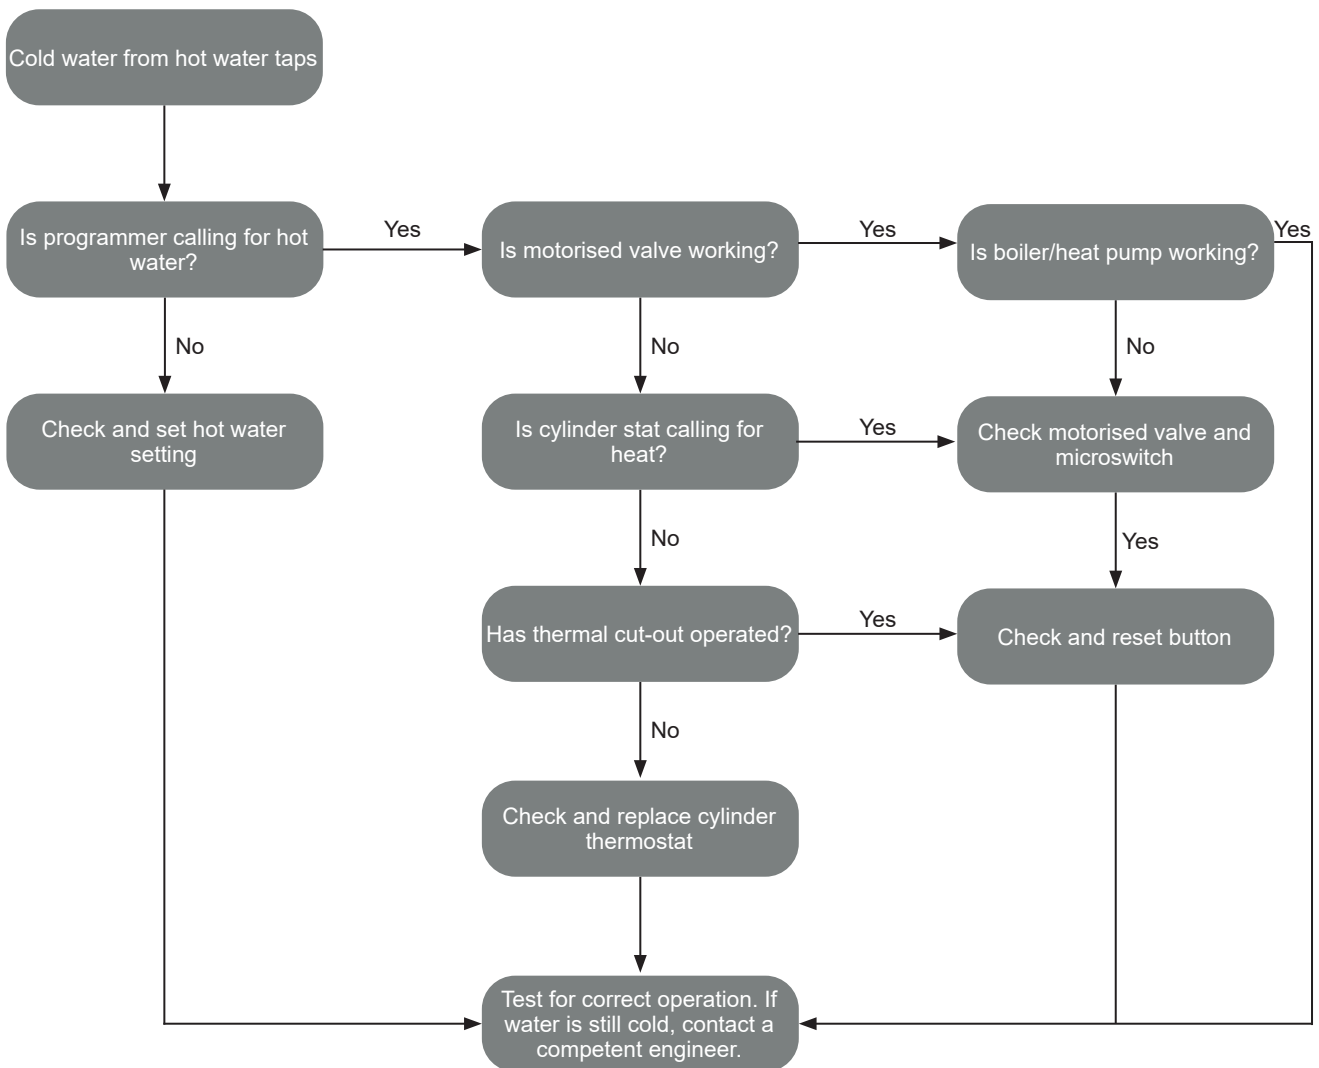 Cold water from hot water taps
Is programmer calling for hot
water?
Yes
Is motorised valve working?
Yes
Is boiler/heat pump working?
Yes
No
No
No
Check and set hot water
setting
Is cylinder stat calling for
heat?
Yes
Check motorised valve and
microswitch
No
Yes
Has thermal cut-out operated?
Yes
Check and reset button
No
Check and replace cylinder
thermostat
Test for correct operation. If
water is still cold, contact a
competent engineer.